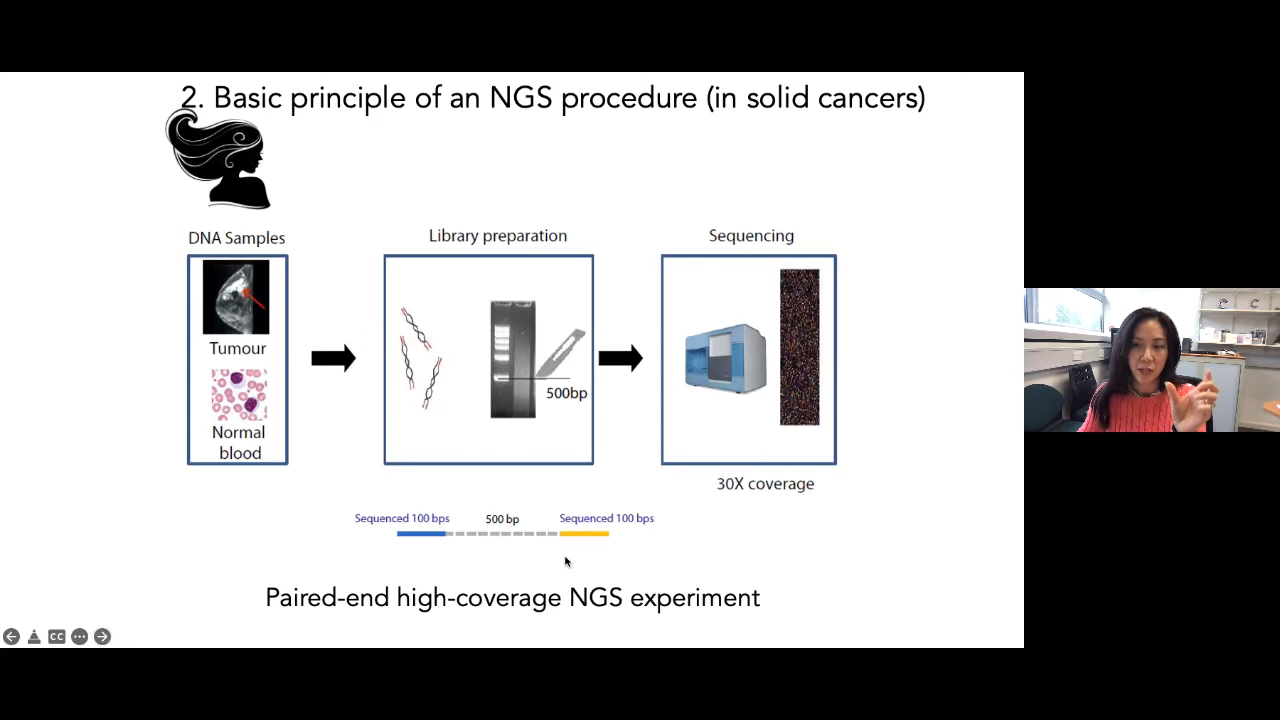 2. Basic principle of an NGS procedure (in solid cancers)
DNA Samples
Tumour
Normal
blood
Library preparation
500bp
Sequencing
30X coverage
Sequenced 100 bps
500 bp
Sequenced 100 bps
Paired-end high-coverage NGS experiment
CC